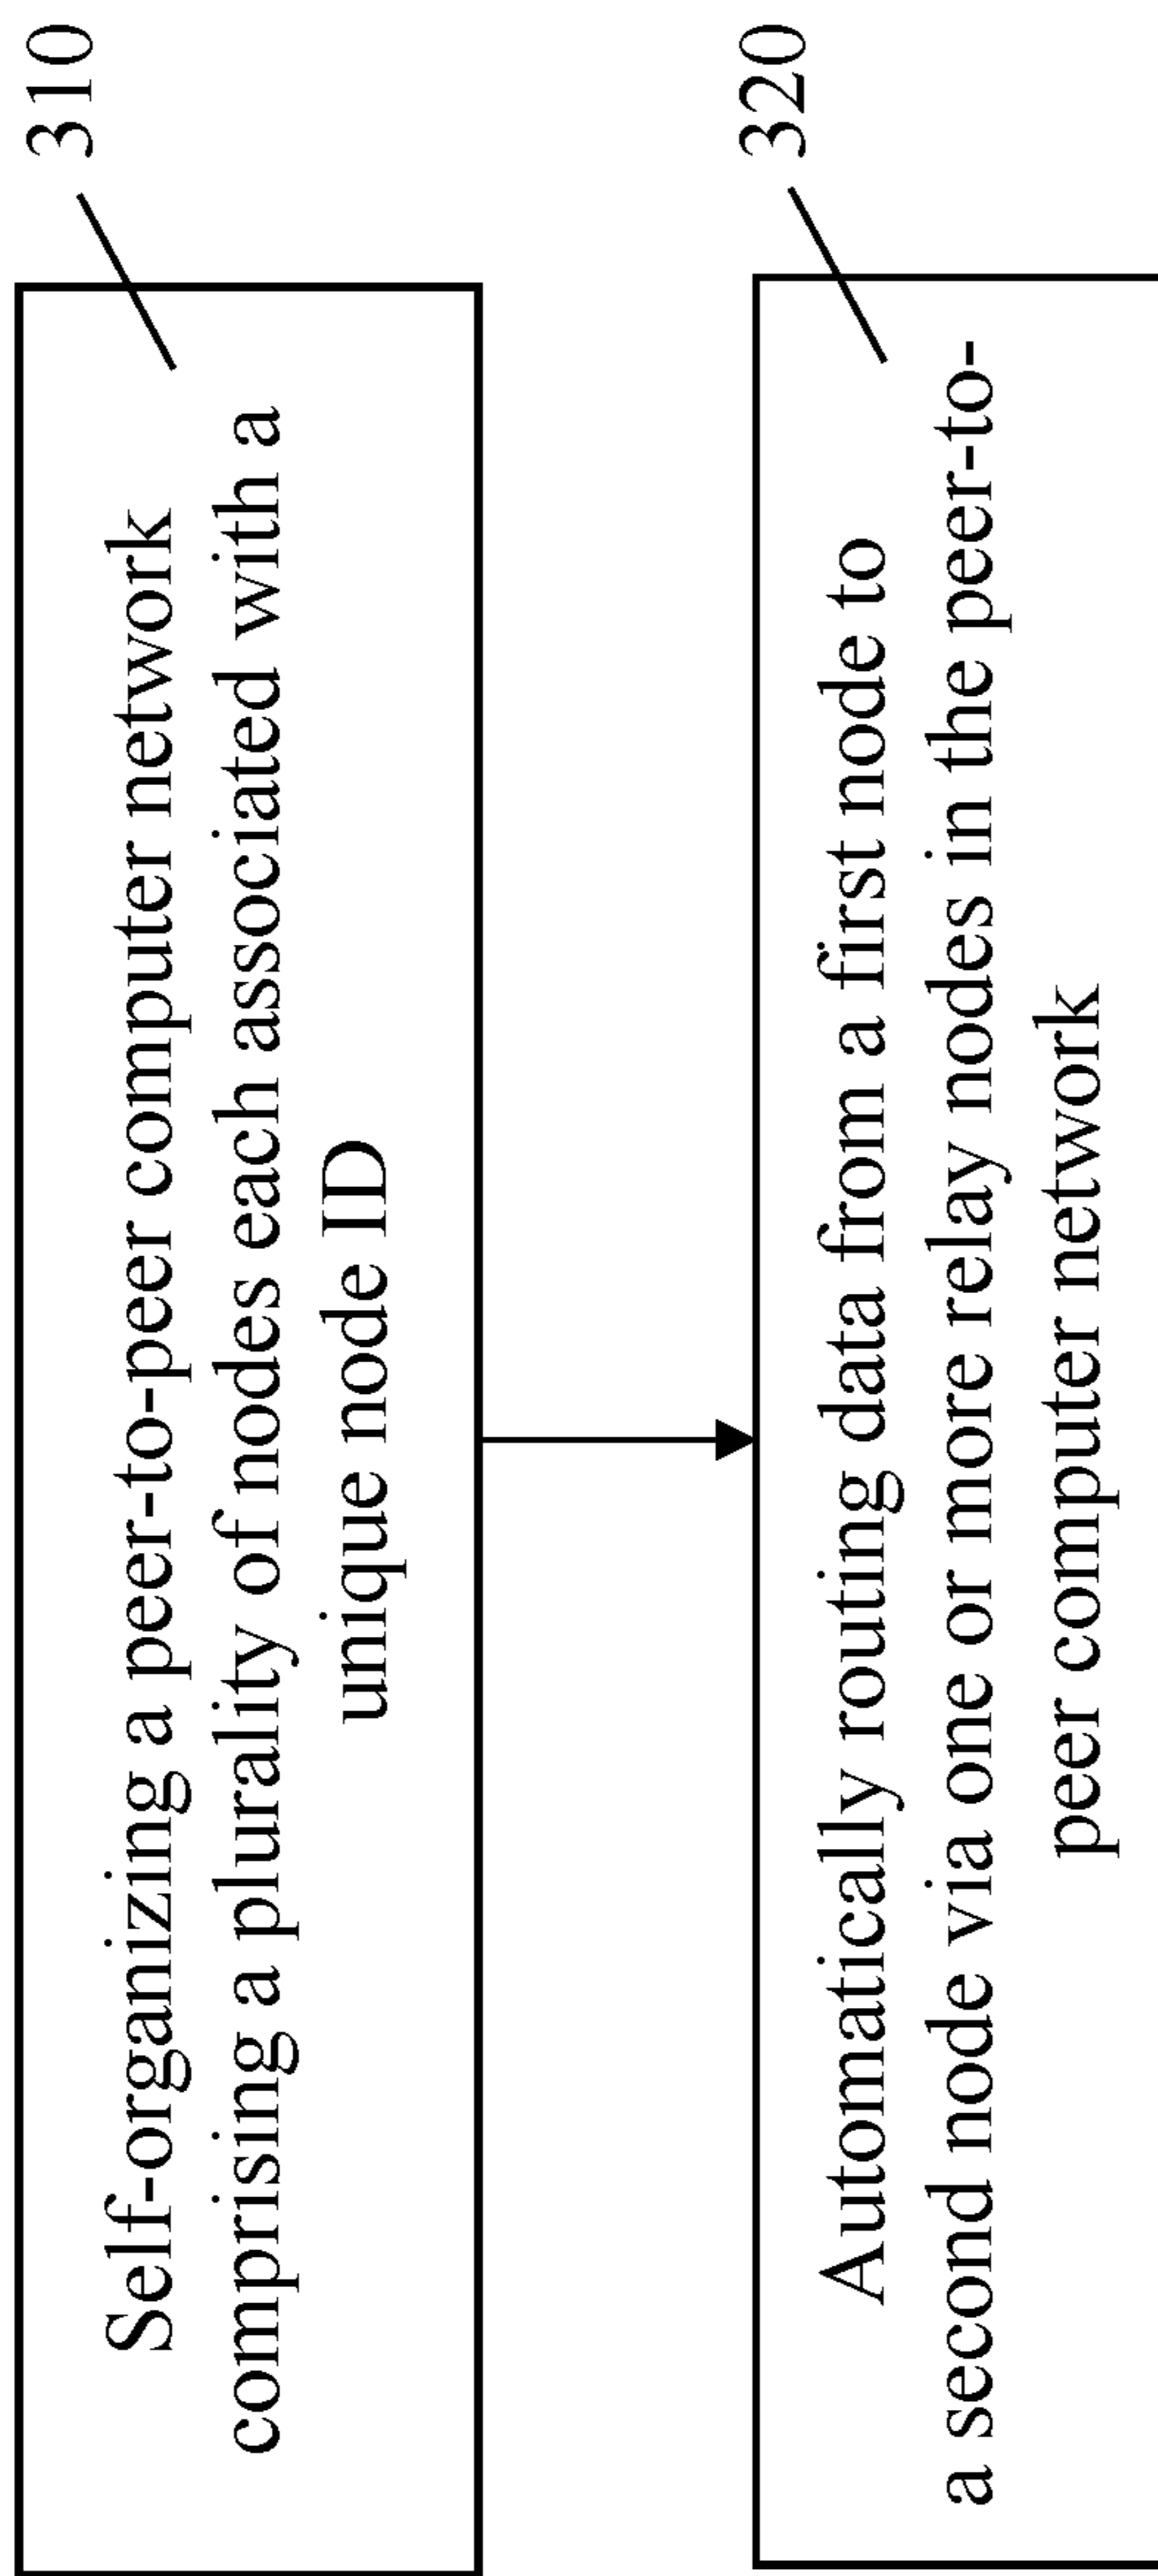 310
Self-organizing a peer-to-peer computer network
comprising a plurality of nodes each associated with a
unique node ID
320
Automatically routing data from a first node to
a second node via one or more relay nodes in the peer-to-
peer computer network